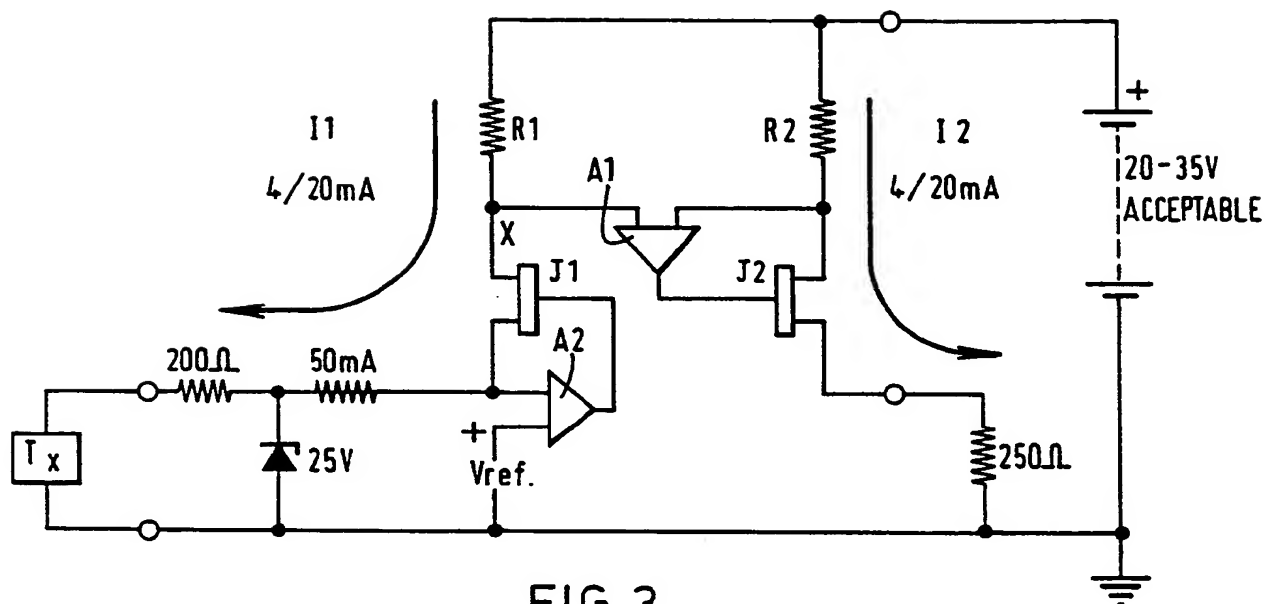 I1
4/20mA
R1
X
A1
R2
I2
4/20mA
+
20-35V
ACCEPTABLE
J1
J2
A2
200Ω
50mA
Tx
25V
+
Vref.
250Ω
FIG 3